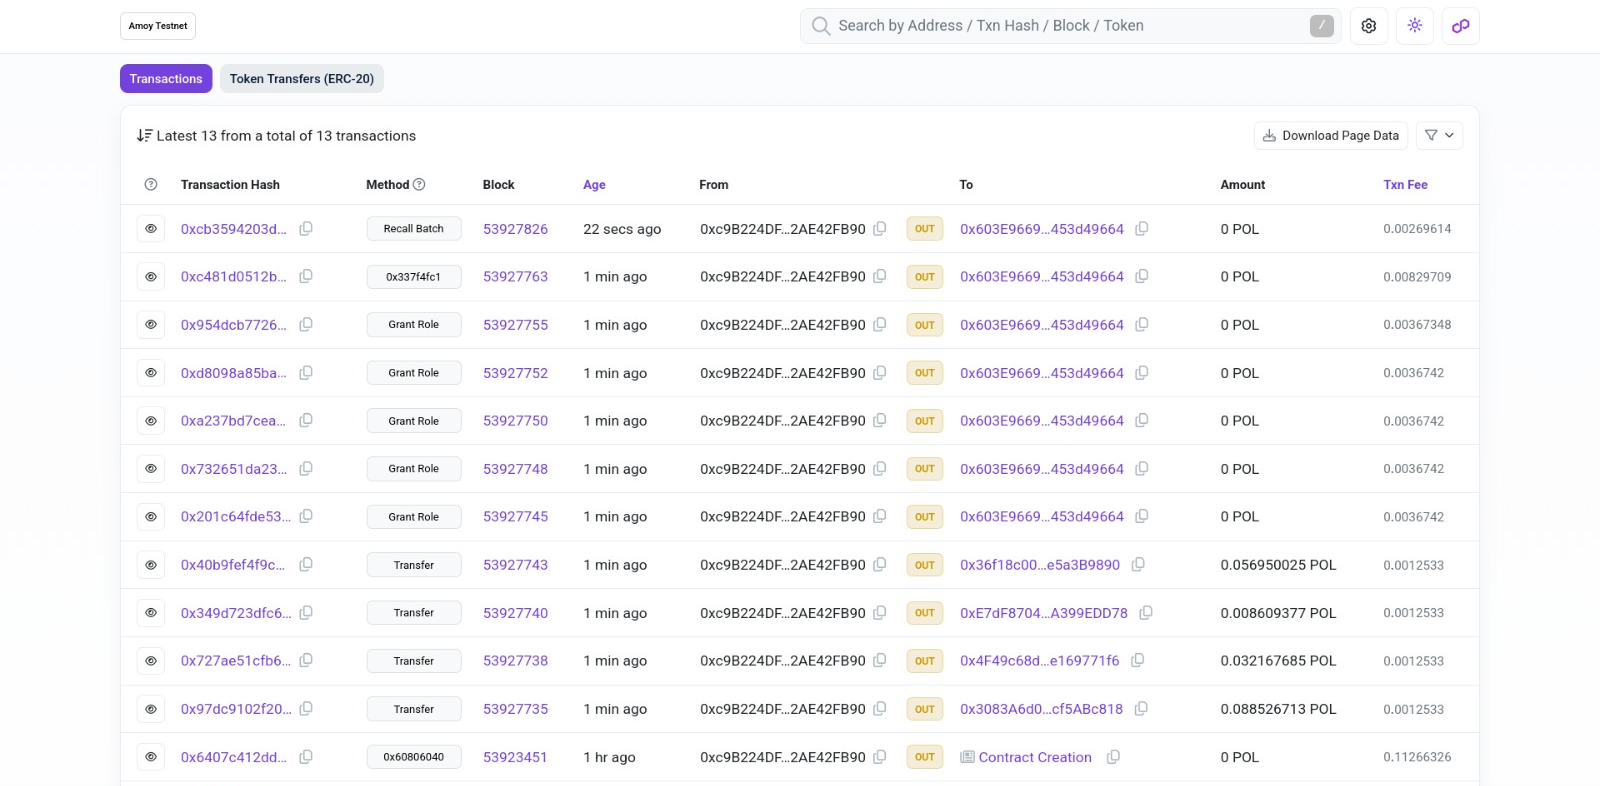 Amoy Testnet
Search by Address / Txn Hash / Block / Token /
Transactions Token Transfers (ERC-20)
Latest 13 from a total of 13 transactions Download Page Data
Transaction Hash Method Block Age From To Amount Txn Fee
0xcb3594203d... Recall Batch 53927826 22 secs ago 0xc9B224DF...2AE42FB90 OUT 0x603E9669...453d49664 0 POL 0.00269614
0xc481d0512b... 0x337f4fc1 53927763 1 min ago 0xc9B224DF...2AE42FB90 OUT 0x603E9669...453d49664 0 POL 0.00829709
0x954dcb7726... Grant Role 53927755 1 min ago 0xc9B224DF...2AE42FB90 OUT 0x603E9669...453d49664 0 POL 0.00367348
0xd8098a85ba... Grant Role 53927752 1 min ago 0xc9B224DF...2AE42FB90 OUT 0x603E9669...453d49664 0 POL 0.0036742
0xa237bd7cea... Grant Role 53927750 1 min ago 0xc9B224DF...2AE42FB90 OUT 0x603E9669...453d49664 0 POL 0.0036742
0x732651da23... Grant Role 53927748 1 min ago 0xc9B224DF...2AE42FB90 OUT 0x603E9669...453d49664 0 POL 0.0036742
0x201c64fde53... Grant Role 53927745 1 min ago 0xc9B224DF...2AE42FB90 OUT 0x603E9669...453d49664 0 POL 0.0036742
0x40b9fef4f9c... Transfer 53927743 1 min ago 0xc9B224DF...2AE42FB90 OUT 0x36f18c00...e5a3B9890 0.056950025 POL 0.0012533
0x349d723dfc6... Transfer 53927740 1 min ago 0xc9B224DF...2AE42FB90 OUT 0xE7dF8704...A399EDD78 0.008609377 POL 0.0012533
0x727ae51cfb6... Transfer 53927738 1 min ago 0xc9B224DF...2AE42FB90 OUT 0x4F49c68d...e169771f6 0.032167685 POL 0.0012533
0x97dc9102f20... Transfer 53927735 1 min ago 0xc9B224DF...2AE42FB90 OUT 0x3083A6d0...cf5ABc818 0.088526713 POL 0.0012533
0x6407c412dd... 0x60806040 53923451 1 hr ago 0xc9B224DF...2AE42FB90 OUT Contract Creation 0 POL 0.11266326